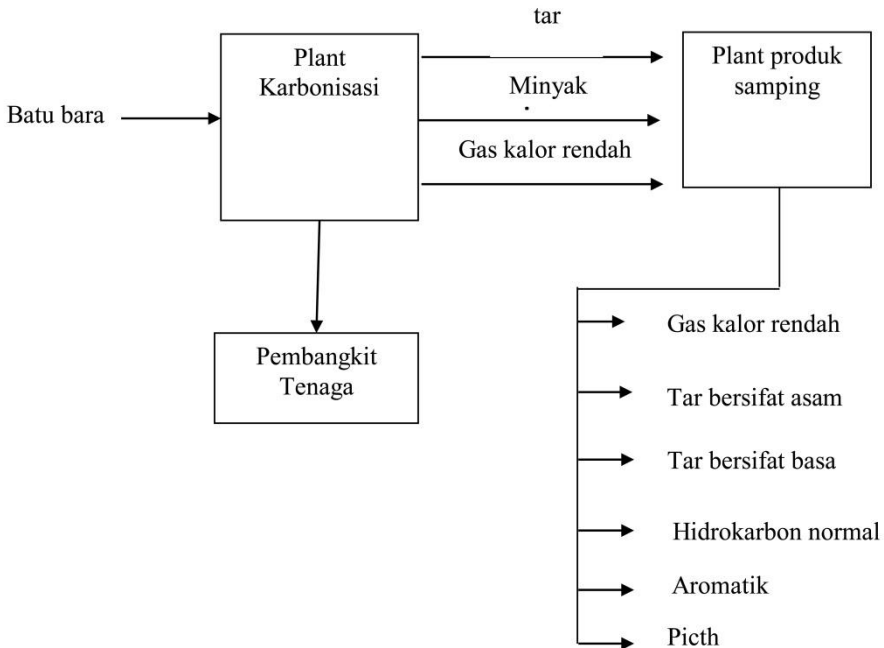 tar
Plant
Karbonisasi
Plant produk
samping
Minyak
Batu bara
Gas kalor rendah
Pembangkit
Tenaga
Gas kalor rendah
Tar bersifat asam
Tar bersifat basa
Hidrokarbon normal
Aromatik
Picth